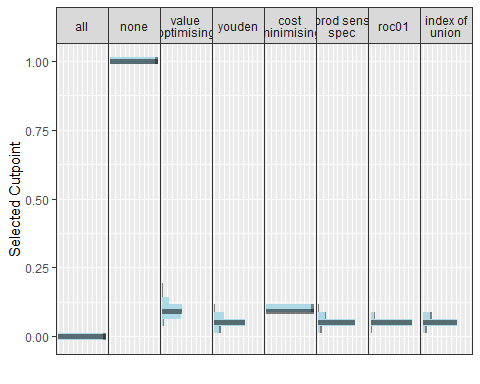 all
none
value
optimising
youden
cost
minimising
prod sens
spec
roc01
index of
union
1.00
0.75
0.50
0.25
0.00
Selected Cutpoint